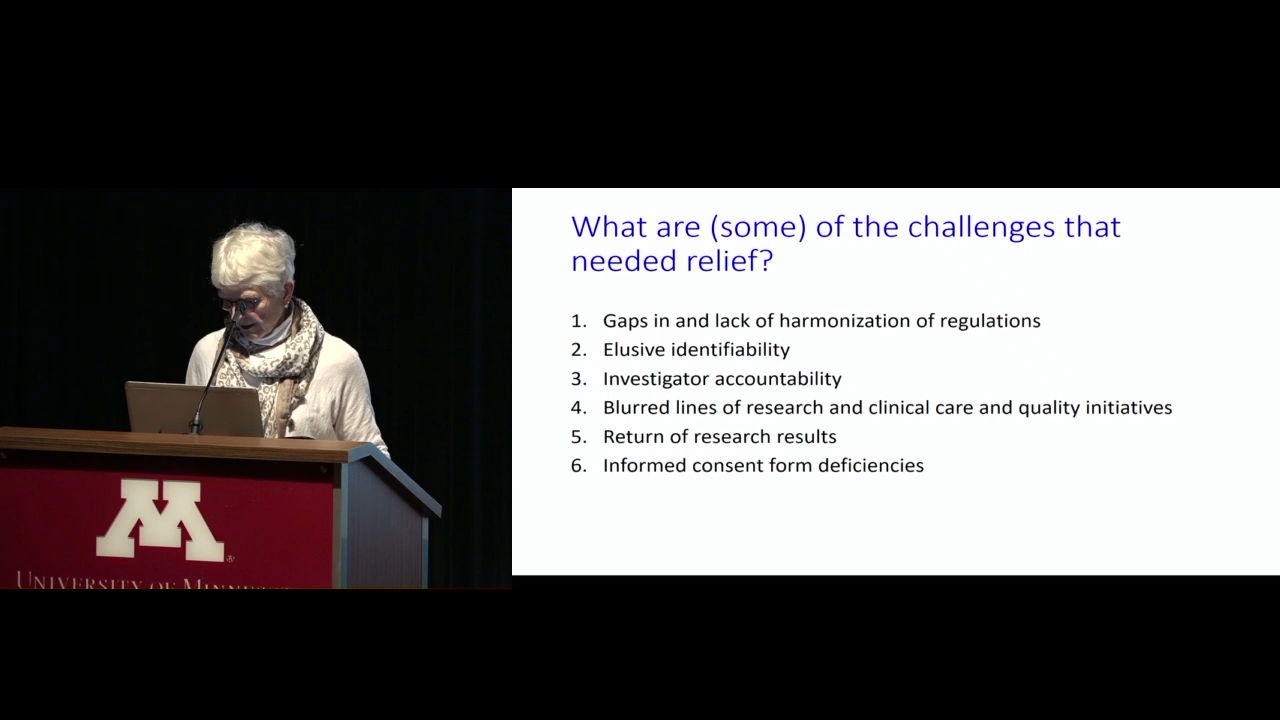 What are (some) of the challenges that
needed relief?
1. Gaps in and lack of harmonization of regulations
2. Elusive identifiability
3. Investigator accountability
4. Blurred lines of research and clinical care and quality initiatives
5. Return of research results
6. Informed consent form deficiencies
M
UNIVERSITY OF